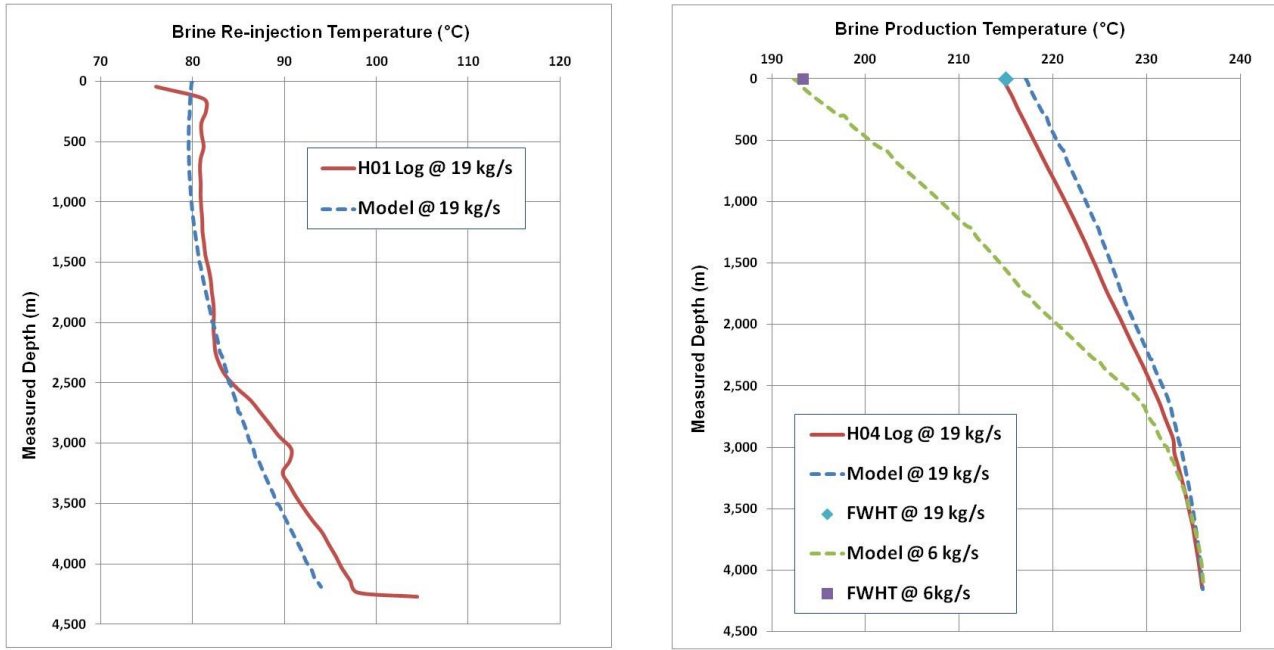 Brine Re-injection Temperature (°C)
70 80 90 100 110 120
0
500
1,000
1,500
2,000
2,500
3,000
3,500
4,000
4,500
Measured Depth (m)
H01 Log @ 19 kg/s
Model @ 19 kg/s
Brine Production Temperature (°C)
190 200 210 220 230 240
0
500
1,000
1,500
2,000
2,500
3,000
3,500
4,000
4,500
Measured Depth (m)
H04 Log @ 19 kg/s
Model @ 19 kg/s
FWHT @ 19 kg/s
Model @ 6 kg/s
FWHT @ 6kg/s